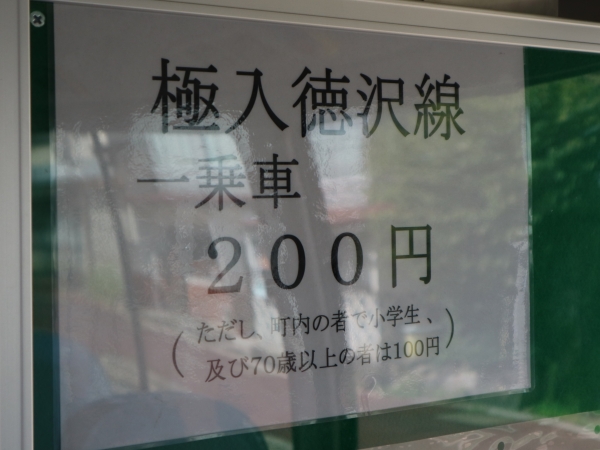 極入徳沢線
一乗車
200円
(ただし、町内の者で小学生、
及び70歳以上の者は100円)